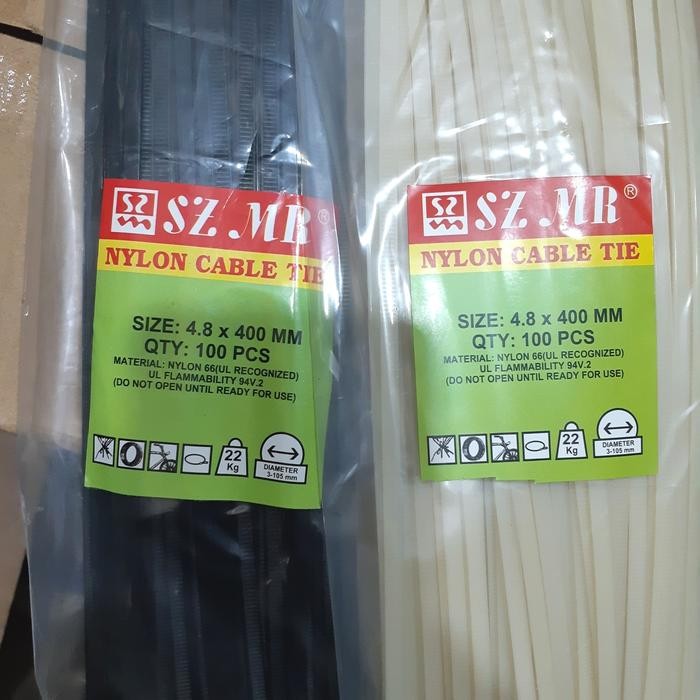 SZ MR®
NYLON CABLE TIE
SIZE: 4.8 x 400 MM
QTY: 100 PCS
MATERIAL: NYLON 66(UL RECOGNIZED)
UL FLAMMABILITY 94V.2
(DO NOT OPEN UNTIL READY FOR USE)
22
Kg
DIAMETER
3-105 mm
SZ MR®
NYLON CABLE TIE
SIZE: 4.8 x 400 MM
QTY: 100 PCS
MATERIAL: NYLON 66(UL RECOGNIZED)
UL FLAMMABILITY 94V.2
(DO NOT OPEN UNTIL READY FOR USE)
22
Kg
DIAMETER
3-105 mm